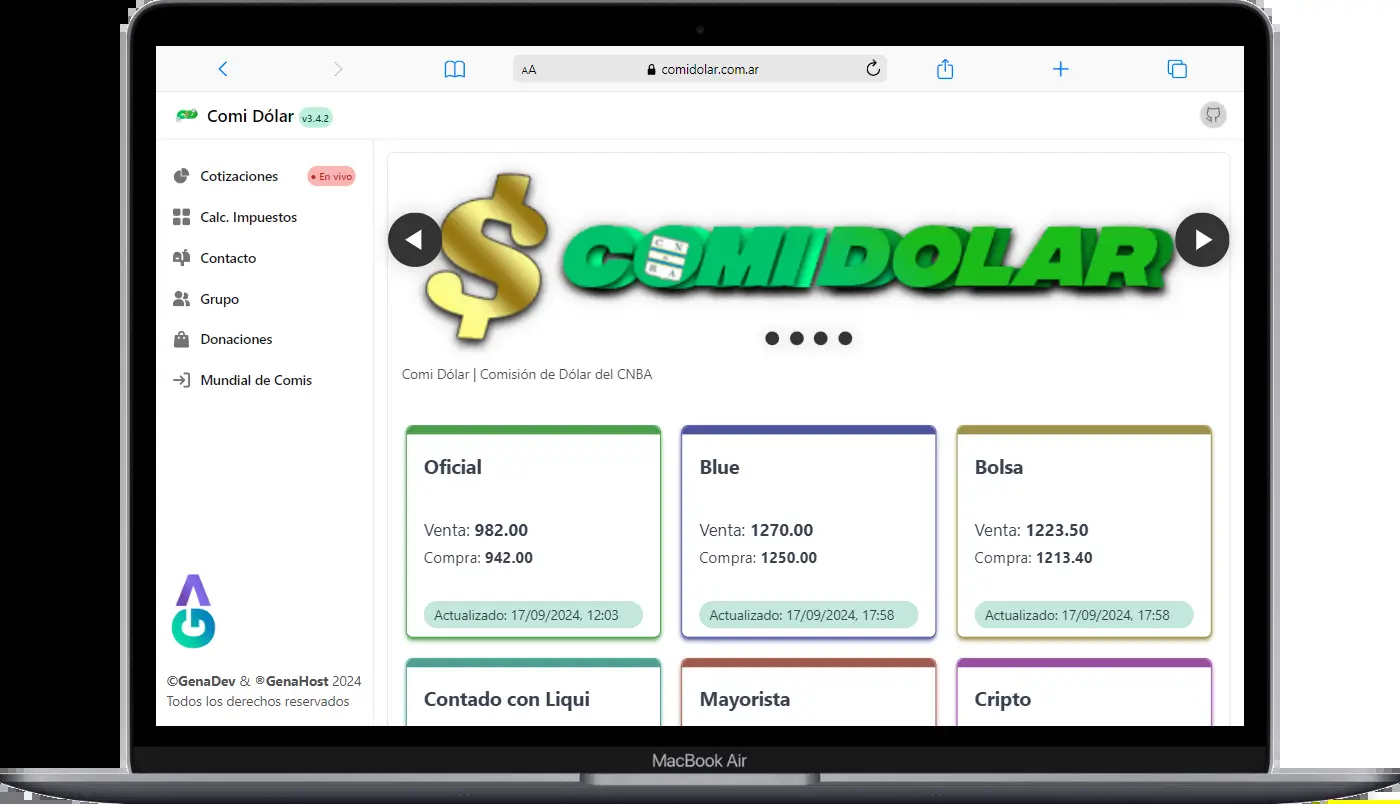 AA
comidolar.com.ar
Comi Dólar v3.4.2
Cotizaciones
• En vivo
Calc. Impuestos
Contacto
Grupo
Donaciones
Mundial de Comis
©GenaDev & ®GenaHost 2024
Todos los derechos reservados
$ COMIDOLAR
CNBA
Comi Dólar | Comisión de Dólar del CNBA
Oficial
Venta: 982.00
Compra: 942.00
Actualizado: 17/09/2024, 12:03
Blue
Venta: 1270.00
Compra: 1250.00
Actualizado: 17/09/2024, 17:58
Bolsa
Venta: 1223.50
Compra: 1213.40
Actualizado: 17/09/2024, 17:58
Contado con Liqui
Mayorista
Cripto
MacBook Air